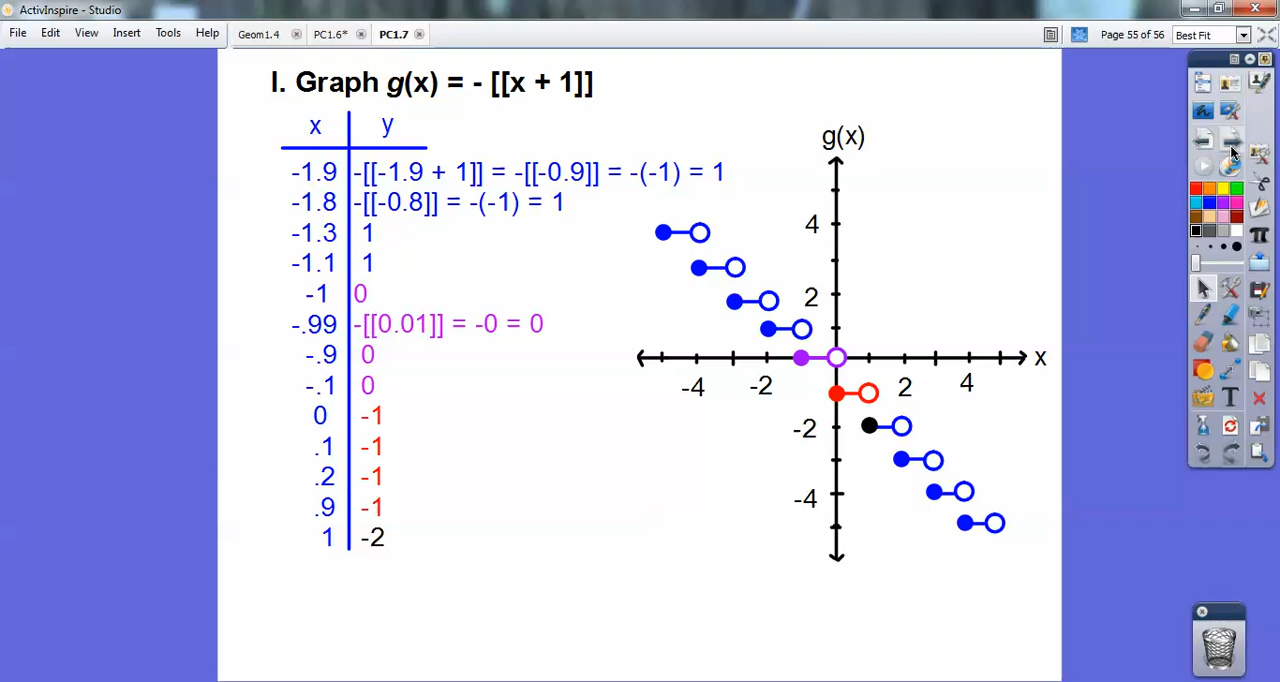 ActivInspire - Studio
File Edit View Insert Tools Help
Geom1.4 PC1.6* PC1.7
Page 55 of 56 Best Fit
I. Graph g(x) = - [[x + 1]]
x y
-1.9 -[[-1.9 + 1]] = -[[-0.9]] = -(-1) = 1
-1.8 -[[-0.8]] = -(-1) = 1
-1.3 1
-1.1 1
-1 0
-.99 -[[0.01]] = -0 = 0
-.9 0
-.1 0
0 -1
.1 -1
.2 -1
.9 -1
1 -2
g(x)
4
2
x
-4 -2 2 4
-2
-4